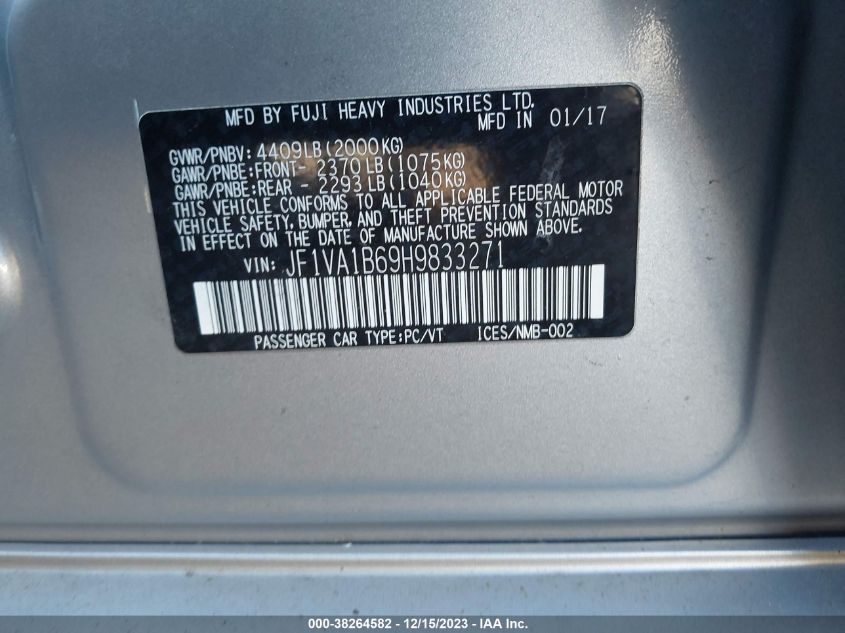 MFD BY FUJI HEAVY INDUSTRIES LTD.
MFD IN 01/17
GVWR/PNBV: 4409LB(2000KG)
GAWR/PNBE:FRONT- 2370LB(1075KG)
GAWR/PNBE:REAR - 2293LB(1040KG)
THIS VEHICLE CONFORMS TO ALL APPLICABLE FEDERAL MOTOR
VEHICLE SAFETY, BUMPER, AND THEFT PREVENTION STANDARDS
IN EFFECT ON THE DATE OF MANUFACTURE SHOWN ABOVE.
VIN: JF1VA1B69H9833271
PASSENGER CAR TYPE:PC/VT ICES/NMB-002
000-38264582 - 12/15/2023 - IAA Inc.